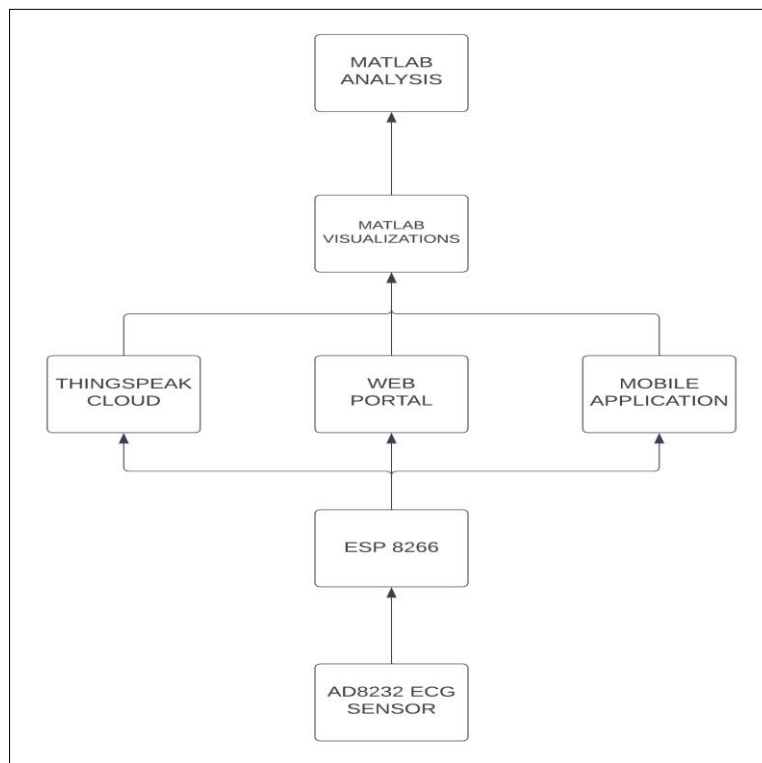 MATLAB
ANALYSIS
MATLAB
VISUALIZATIONS
THINGSPEAK
CLOUD
WEB
PORTAL
MOBILE
APPLICATION
ESP 8266
AD8232 ECG
SENSOR